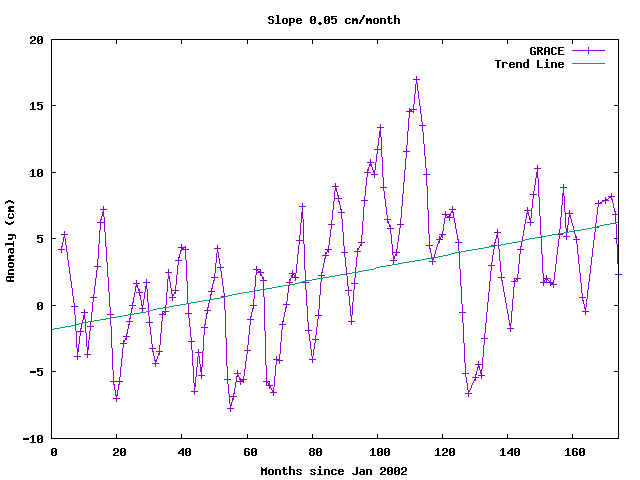 Slope 0.05 cm/month
GRACE
Trend Line
Anomaly (cm)
20
15
10
5
0
-5
-10
0 20 40 60 80 100 120 140 160
Months since Jan 2002